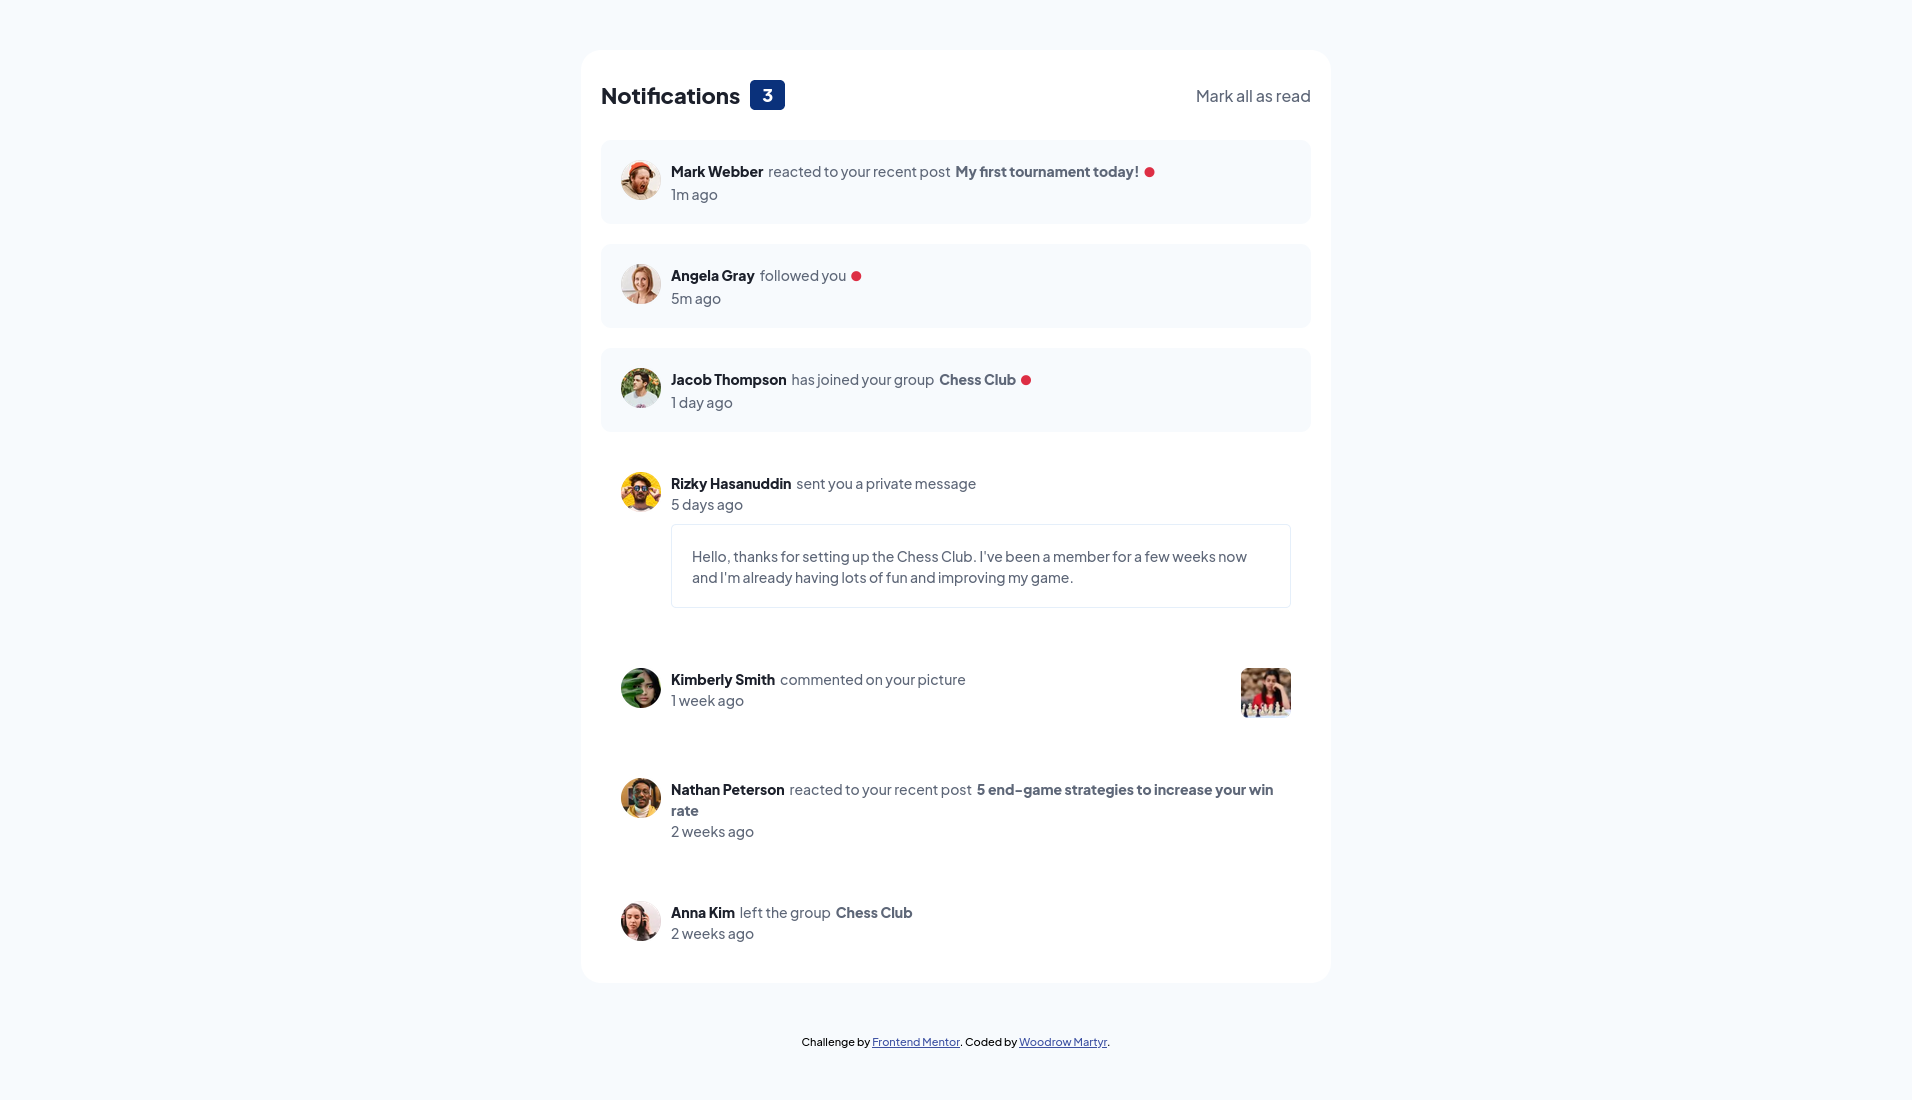 Notifications 3 Mark all as read
Mark Webber reacted to your recent post My first tournament today!
1m ago
Angela Gray followed you
5m ago
Jacob Thompson has joined your group Chess Club
1 day ago
Rizky Hasanuddin sent you a private message
5 days ago
Hello, thanks for setting up the Chess Club. I've been a member for a few weeks now
and I'm already having lots of fun and improving my game.
Kimberly Smith commented on your picture
1 week ago
Nathan Peterson reacted to your recent post 5 end-game strategies to increase your win
rate
2 weeks ago
Anna Kim left the group Chess Club
2 weeks ago
Challenge by Frontend Mentor. Coded by Woodrow Martyr.